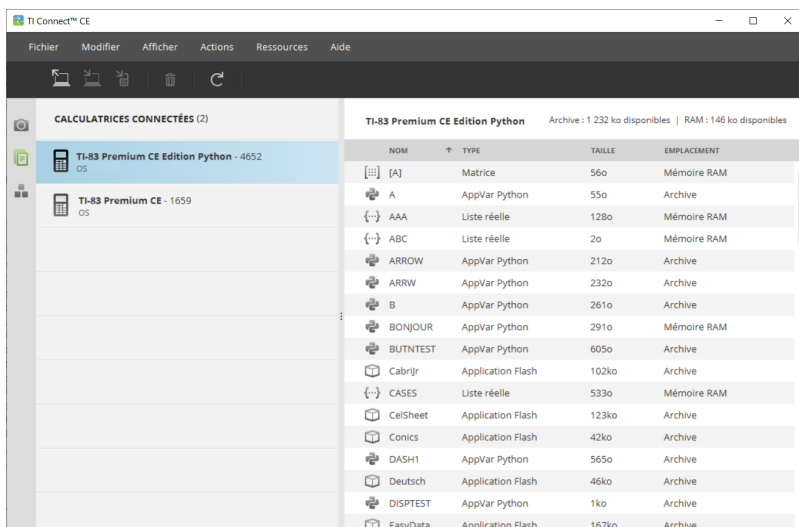 TI Connect™ CE
Fichier Modifier Afficher Actions Ressources Aide
CALCULATRICES CONNECTÉES (2)
TI-83 Premium CE Edition Python - 4652
OS
TI-83 Premium CE - 1659
OS
TI-83 Premium CE Edition Python Archive : 1 232 ko disponibles | RAM : 146 ko disponibles
NOM TYPE TAILLE EMPLACEMENT
[A] Matrice 56o Mémoire RAM
A AppVar Python 55o Archive
AAA Liste réelle 128o Mémoire RAM
ABC Liste réelle 2o Mémoire RAM
ARROW AppVar Python 212o Archive
ARRW AppVar Python 232o Archive
B AppVar Python 261o Archive
BONJOUR AppVar Python 291o Mémoire RAM
BUTNTEST AppVar Python 605o Archive
CabriJr Application Flash 102ko Archive
CASES Liste réelle 533o Mémoire RAM
CelSheet Application Flash 123ko Archive
Conics Application Flash 42ko Archive
DASH1 AppVar Python 565o Archive
Deutsch Application Flash 46ko Archive
DISPTEST AppVar Python 1ko Archive
EasyData Application Flash 167ko Archive